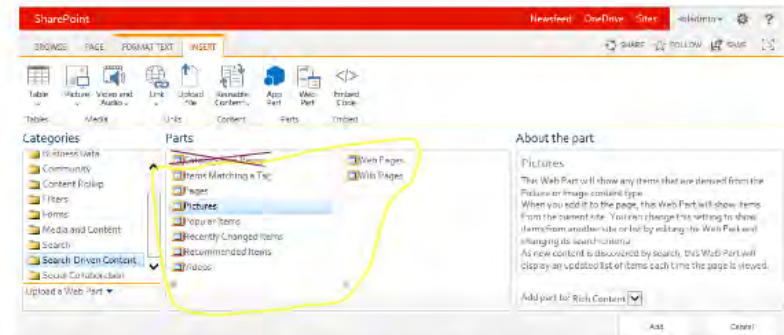 SharePoint
Newsfeed OneDrive Sites
?
BROWSE PAGE FORMAT TEXT INSERT
SHARE FOLLOW SAVE
Table Picture Video and Audio Link Upload File Reusable Content App Part Web Part Embed Code
Tables Media Links Content Parts Embed
Categories
Business Data
Community
Content Rollup
Filters
Forms
Media and Content
Search
Search-Driven Content
Social Collaboration
Upload a Web Part
Parts
Items Matching a Tag
Pages
Pictures
Popular Items
Recently Changed Items
Recommended Items
Videos
Web Pages
Wiki Pages
About the part
Pictures
This Web Part will show any items that are derived from the
Picture or Image content type.
When you add it to the page, this Web Part will show items
from the current site. You can change this setting to show
items from another site or list by editing the Web Part and
changing its search criteria.
As new content is discovered by search, this Web Part will
display an updated list of items each time the page is viewed.
Add part to: Rich Content
Add Cancel